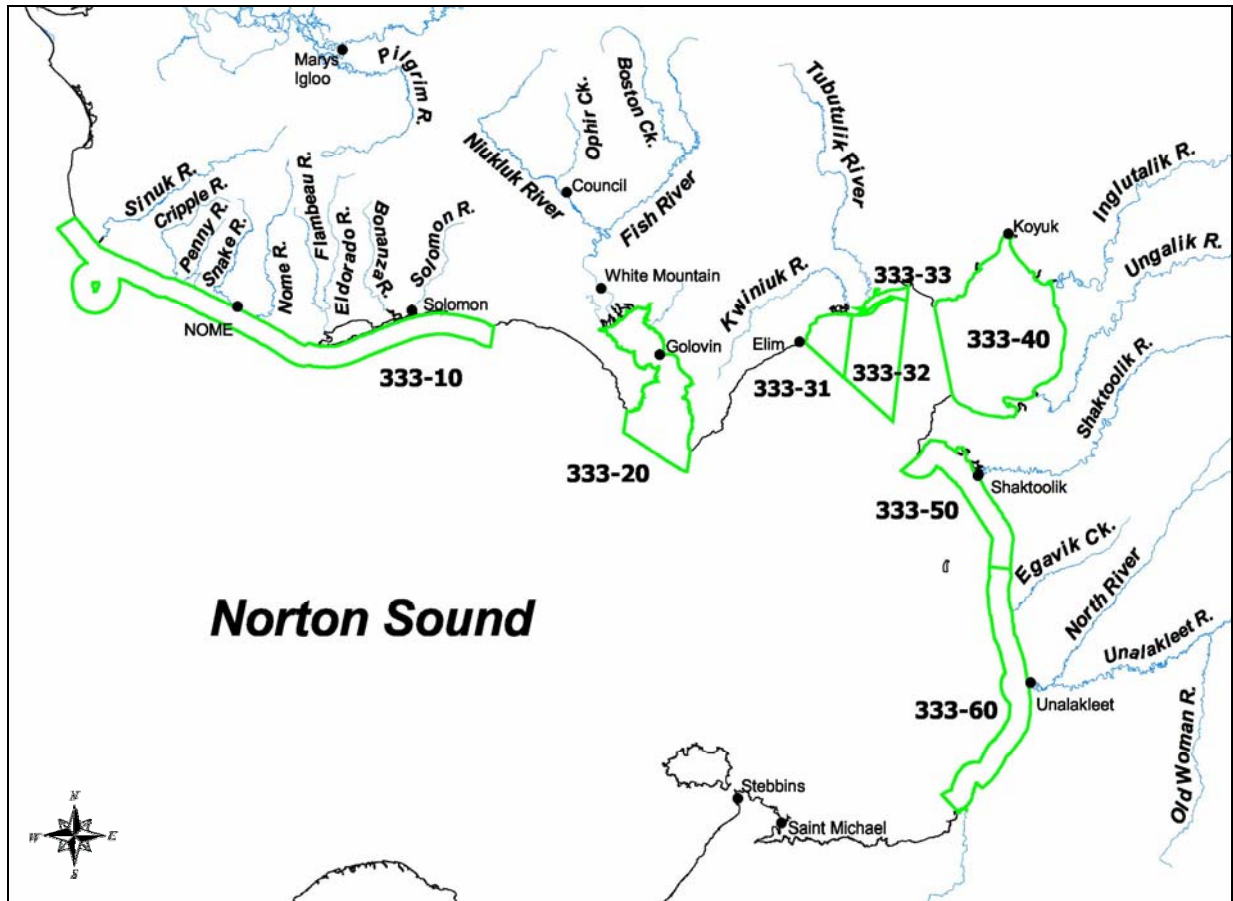 Marys
Igloo
Pilgrim R.
Sinuk R.
Cripple R.
Penny R.
Snake R.
Nome R.
Flambeau R.
Eldorado R.
Bonanza R.
Solomon R.
Solomon
NOME
333-10
Niukluk River
Ophir Ck.
Boston Ck.
Council
Fish River
White Mountain
Golovin
333-20
Tubutulik River
Kwiniuk R.
Elim
333-31
333-32
333-33
Koyuk
333-40
Inglutalik R.
Ungalik R.
Shaktoolik R.
Shaktoolik
333-50
Egavik Ck.
North River
Unalakleet R.
Unalakleet
333-60
Old Woman R.
Norton Sound
Stebbins
Saint Michael
N
W
E
S